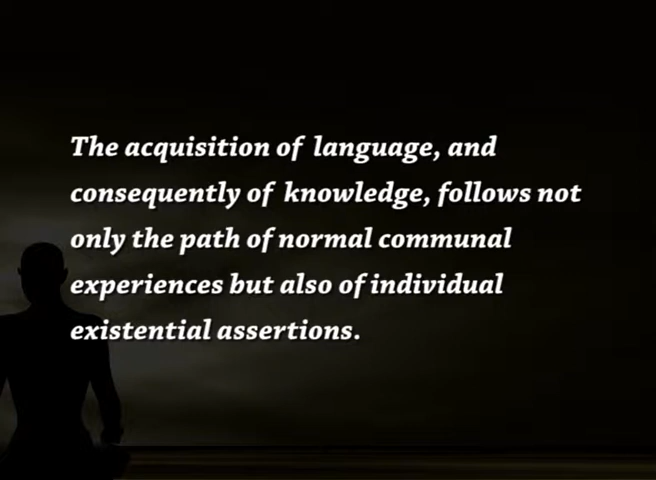 The acquisition of language, and
consequently of knowledge, follows not
only the path of normal communal
experiences but also of individual
existential assertions.